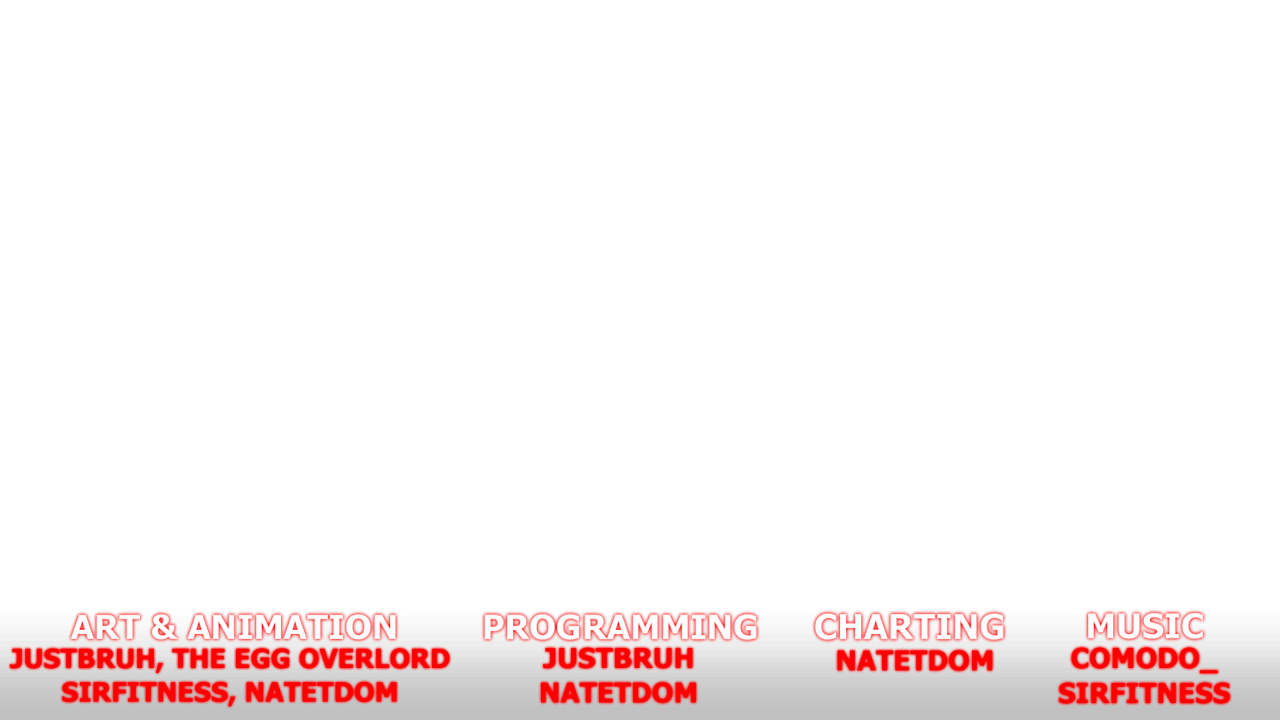 ART & ANIMATION
JUSTBRUH, THE EGG OVERLORD
SIRFITNESS, NATETDOM
PROGRAMMING
JUSTBRUH
NATETDOM
CHARTING
NATETDOM
MUSIC
COMODO_
SIRFITNESS